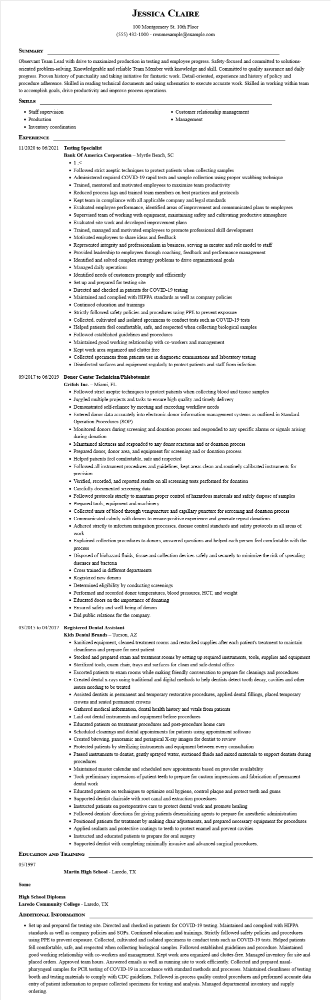 Jessica Claire
100 Montgomery St. 10th Floor
(555) 432-1000 - resumesample@example.com
Summary
Observant Team Lead with drive to maximized production in testing and employee progress. Safety-focused and committed to solutions-
oriented problem-solving. Knowledgeable and reliable Team Member with knowledge and skill. Committed to quality assurance and daily
progress. Proven history of punctuality and taking initiative for fantastic work. Detail-oriented, experience and history of policy and
procedure adherence. Skilled in reading technical documents and using schematics to execute accurate work. Skilled in working within team
to accomplish goals, drive productivity and improve process operations.
Skills
• Staff supervision
• Production
• Inventory coordination
• Customer relationship management
• Management
Experience
11/2020 to 06/2021 Testing Specialist
Bank Of America Corporation – Myrtle Beach, SC
• 1 .<
• Followed strict aseptic techniques to protect patients when collecting samples
• Administered required COVID-19 rapid tests and sample collection using proper swabbing technique
• Trained, mentored and motivated employees to maximize team productivity
• Reduced process lags and trained team members on best practices and protocols
• Kept team in compliance with all applicable company and legal standards
• Evaluated employee performance, identified areas of improvement and communicated plans to employees
• Supervised team of working with equipment, maintaining safety and cultivating productive atmosphere
• Evaluated site work and developed improvement plans
• Trained, managed and motivated employees to promote professional skill development
• Motivated employees to share ideas and feedback
• Represented integrity and professionalism in business, serving as mentor and role model to staff
• Provided leadership to employees through coaching, feedback and performance management
• Identified and solved complex strategy problems to drive organizational goals
• Managed daily operations
• Identified needs of customers promptly and efficiently
• Set up and prepared for testing site
• Directed and checked in patients for COVID-19 testing
• Maintained and complied with HIPPA standards as well as company policies
• Continued education and trainings
• Strictly followed safety policies and procedures using PPE to prevent exposure
• Collected, cultivated and isolated specimens to conduct tests such as COVID-19 tests
• Helped patients feel comfortable, safe, and respected when collecting biological samples
• Followed established guidelines and procedures
• Maintained good working relationship with co-workers and management
• Kept work area organized and clutter free
• Collected specimens from patients use in diagnostic examinations and laboratory testing
• Disinfected surfaces and equipment regularly to protect patients and staff from infection.
09/2017 to 06/2019 Donor Center Technician/Phlebotomist
Grifols Inc. – Miami, FL
• Followed strict aseptic techniques to protect patients when collecting blood and tissue samples
• Juggled multiple projects and tasks to ensure high quality and timely delivery
• Demonstrated self-reliance by meeting and exceeding workflow needs
• Entered donor data accurately into electronic donor information management systems as outlined in Standard
Operation Procedures (SOP)
• Monitored donors during screening and donation process and responded to any specific alarms or signals arising
during donation
• Maintained alertness and responded to any donor reactions and or donation process
• Prepared donor, donor area, and equipment for screening and or donation process
• Helped patients feel comfortable, safe and respected
• Followed all instrument procedures and guidelines, kept areas clean and routinely calibrated instruments for
precision
• Verified, recorded, and reported results on all screening tests performed for donation
• Carefully documented screening data
• Followed protocols strictly to maintain proper control of hazardous materials and safely dispose of samples
• Prepared tools, equipment and machinery
• Collected units of blood through venipuncture and capillary puncture for screening and donation process
• Communicated calmly with donors to ensure positive experience and generate repeat donations
• Adhered strictly to infection mitigation processes, disease control standards and safety protocols in all areas of
work
• Explained collection procedures to donors, answered questions and helped each person feel comfortable with the
process
• Disposed of biohazard fluids, tissue and collection devices safely and securely to minimize the risk of spreading
diseases and bacteria
• Cross trained in different departments
• Registered new donors
• Determined eligibility by conducting screenings
• Performed and recorded donor temperatures, blood pressures, HCT, and weight
• Educated doors on the importance of donating
• Ensured safety and well-being of donors
• Did public relations for the company.
03/2015 to 04/2017 Registered Dental Assistant
Kids Dental Brands – Tucson, AZ
• Sanitized equipment, cleaned treatment rooms and restocked supplies after each patient's treatment to maintain
cleanliness and prepare for next patient
• Stocked and prepared exam and treatment rooms by setting up required instruments, tools, supplies and equipment
• Sterilized tools, exam chair, trays and surfaces for clean and safe dental office
• Escorted patients to exam rooms while making friendly conversation to prepare for cleanings and procedures
• Created dental x-rays using traditional and digital methods to help dentists detect tooth decay, cavities and other
issues needing to be treated
• Assisted dentists in permanent and temporary restorative procedures, applied dental fillings, placed temporary
crowns and seated permanent crowns
• Gathered medical information, dental health history and vitals from patients
• Laid out dental instruments and equipment before procedures
• Educated patients on treatment procedures and post-procedure home care
• Scheduled cleanings and dental appointments for patients using appointment software
• Created bitewing, panoramic and periapical X-ray images for dentist to review
• Protected patients by sterilizing instruments and equipment between every consultation
• Passed instruments to dentist, gently sprayed water, suctioned fluids and mixed materials to support dentists during
procedures
• Maintained master calendar and scheduled new appointments based on provider availability
• Took preliminary impressions of patient teeth to prepare for custom impressions and fabrication of permanent
dental work
• Educated patients on techniques to optimize oral hygiene, control plaque and protect teeth and gums
• Supported dentist chairside with root canal and extraction procedures
• Instructed patients on postoperative care to protect dental work and promote healing
• Followed dentists' directions for giving patients desensitizing agents to prepare for anesthetic administration
• Positioned patients for treatment by making chair adjustments, and prepared necessary equipment for procedures
• Applied sealants and protective coatings to teeth to protect enamel and prevent cavities
• Instructed and educated patients to prepare for oral surgery
• Supported dentist with completing minimally invasive and advanced surgical procedures.
Education and Training
05/1997
Martin High School - Laredo, TX
Some
High School Diploma
Laredo Community College - Laredo, TX
Additional Information
• Set up and prepared for testing site. Directed and checked in patients for COVID-19 testing. Maintained and complied with HIPPA
standards as well as company policies and SOPs. Continued education and trainings. Strictly followed safety policies and procedures
using PPE to prevent exposure. Collected, cultivated and isolated specimens to conduct tests such as COVID-19 tests. Helped patients
fell comfortable, safe, and respected when collecting biological samples. Followed established guidelines and procedure. Maintained
good working relationship with co-workers and management. Kept work area organized and clutter-free. Managed inventory for site and
placed orders. Approved team hours. Answered emails as well as running site to work efficiently. Collected and prepared nasal-
pharyngeal samples for PCR testing of COVID-19 in accordance with standard methods and processes. Maintained cleanliness of testing
booth and testing materials to comply with CDC guidelines. Followed in-process quality control procedures and performed accurate data
entry of patient information to prepare collected specimens for testing and analysis. Managed departmental inventory and supply
ordering.